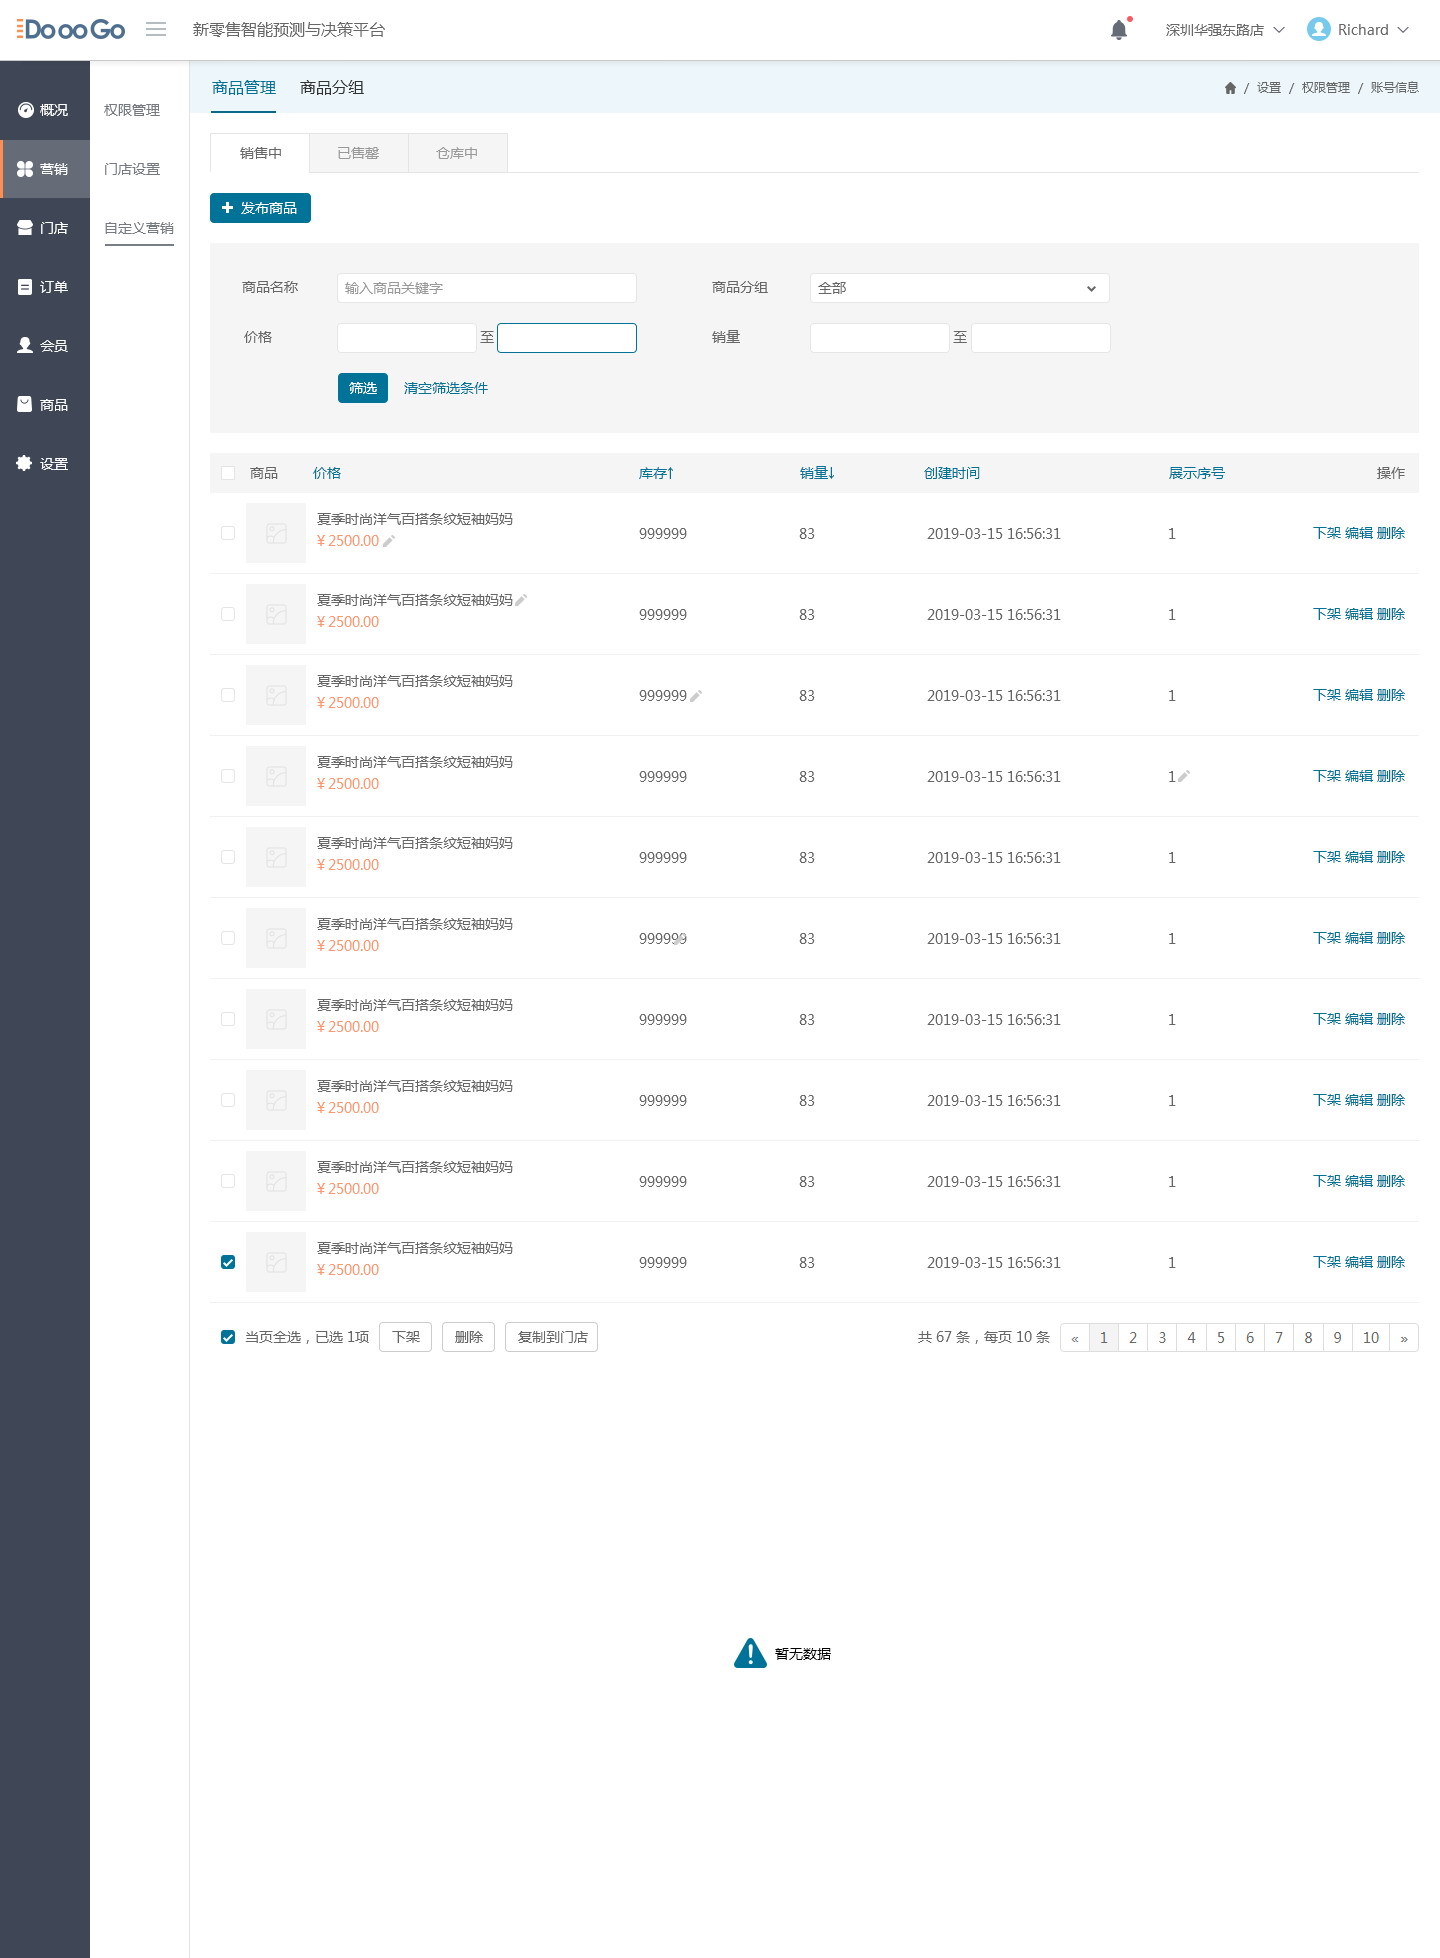 DoooGo 新零售智能预测与决策平台 深圳华强东路店 Richard
商品管理 商品分组 / 设置 / 权限管理 / 账号信息
概况
营销
门店
订单
会员
商品
设置
权限管理
门店设置
自定义营销
销售中 已售罄 仓库中
发布商品
商品名称 输入商品关键字 商品分组 全部
价格 至 销量 至
筛选 清空筛选条件
商品 价格 库存↑ 销量↓ 创建时间 展示序号 操作
夏季时尚洋气百搭条纹短袖妈妈
¥ 2500.00 999999 83 2019-03-15 16:56:31 1 下架 编辑 删除
夏季时尚洋气百搭条纹短袖妈妈
¥ 2500.00 999999 83 2019-03-15 16:56:31 1 下架 编辑 删除
夏季时尚洋气百搭条纹短袖妈妈
¥ 2500.00 999999 83 2019-03-15 16:56:31 1 下架 编辑 删除
夏季时尚洋气百搭条纹短袖妈妈
¥ 2500.00 999999 83 2019-03-15 16:56:31 1 下架 编辑 删除
夏季时尚洋气百搭条纹短袖妈妈
¥ 2500.00 999999 83 2019-03-15 16:56:31 1 下架 编辑 删除
夏季时尚洋气百搭条纹短袖妈妈
¥ 2500.00 999999 83 2019-03-15 16:56:31 1 下架 编辑 删除
夏季时尚洋气百搭条纹短袖妈妈
¥ 2500.00 999999 83 2019-03-15 16:56:31 1 下架 编辑 删除
夏季时尚洋气百搭条纹短袖妈妈
¥ 2500.00 999999 83 2019-03-15 16:56:31 1 下架 编辑 删除
夏季时尚洋气百搭条纹短袖妈妈
¥ 2500.00 999999 83 2019-03-15 16:56:31 1 下架 编辑 删除
夏季时尚洋气百搭条纹短袖妈妈
¥ 2500.00 999999 83 2019-03-15 16:56:31 1 下架 编辑 删除
当页全选，已选 1项 下架 删除 复制到门店 共 67 条，每页 10 条 « 1 2 3 4 5 6 7 8 9 10 »
暂无数据